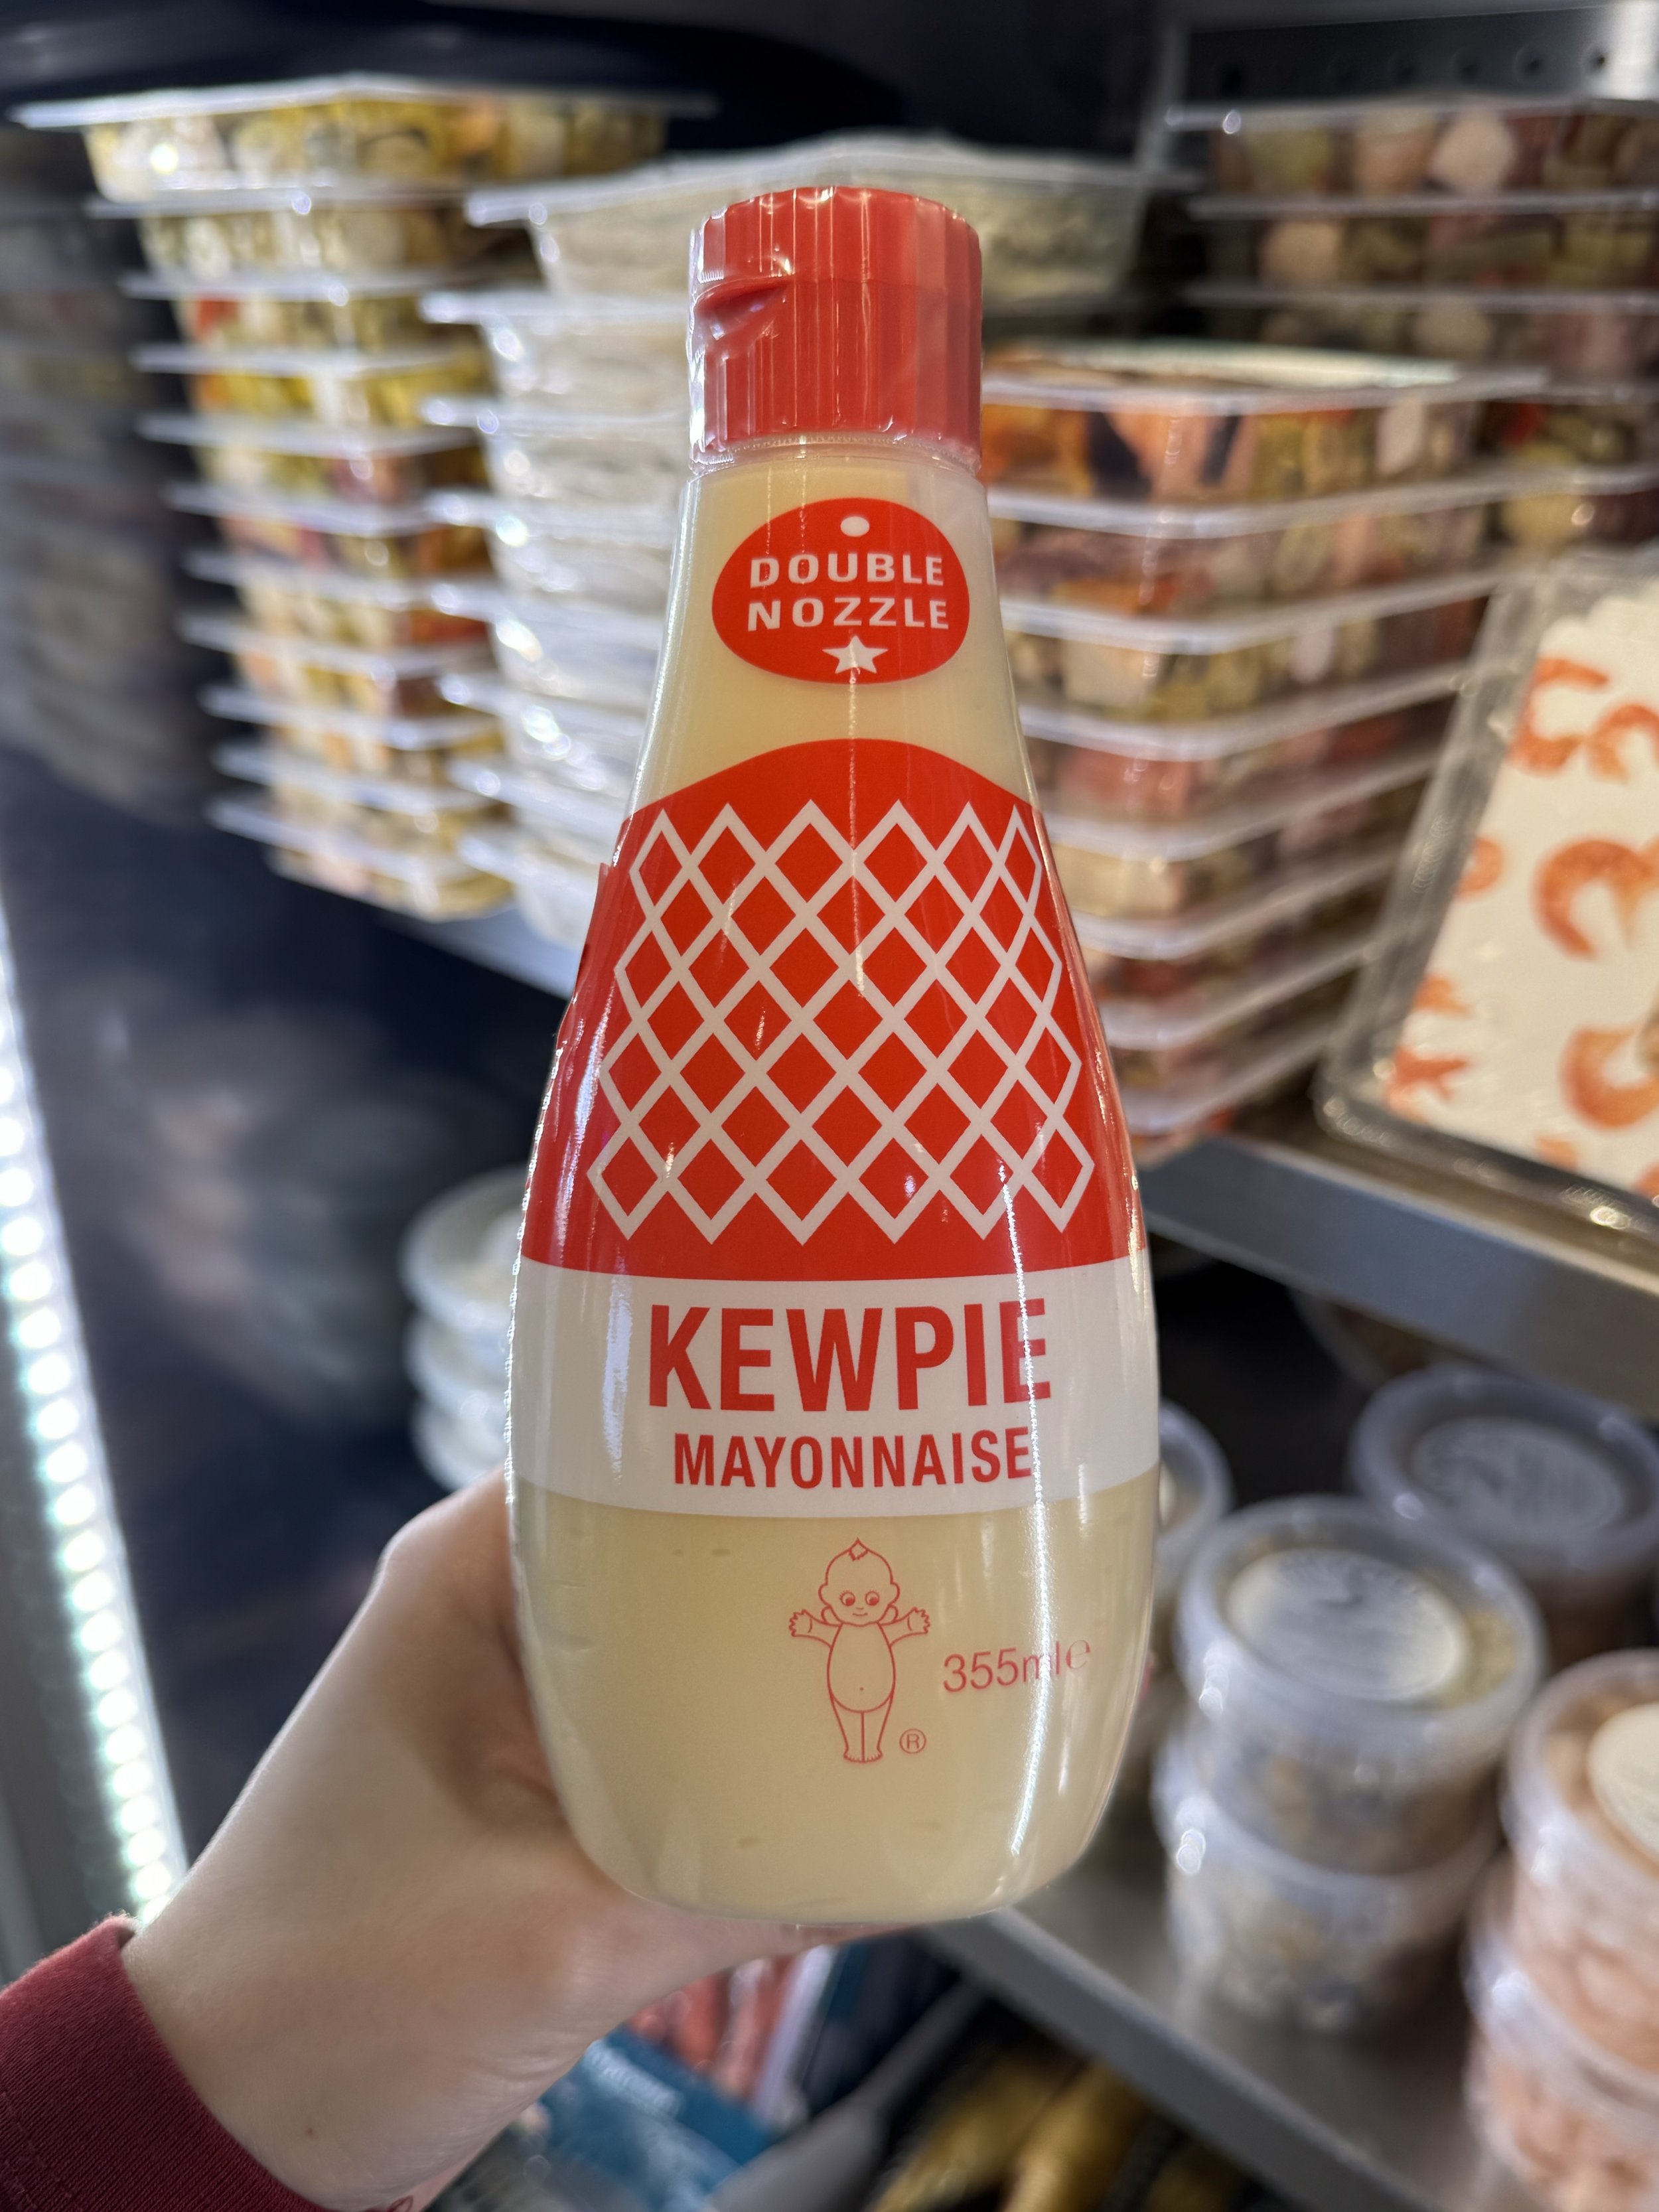 DOUBLE
NOZZLE
KEWPIE
MAYONNAISE
355ml℮
®